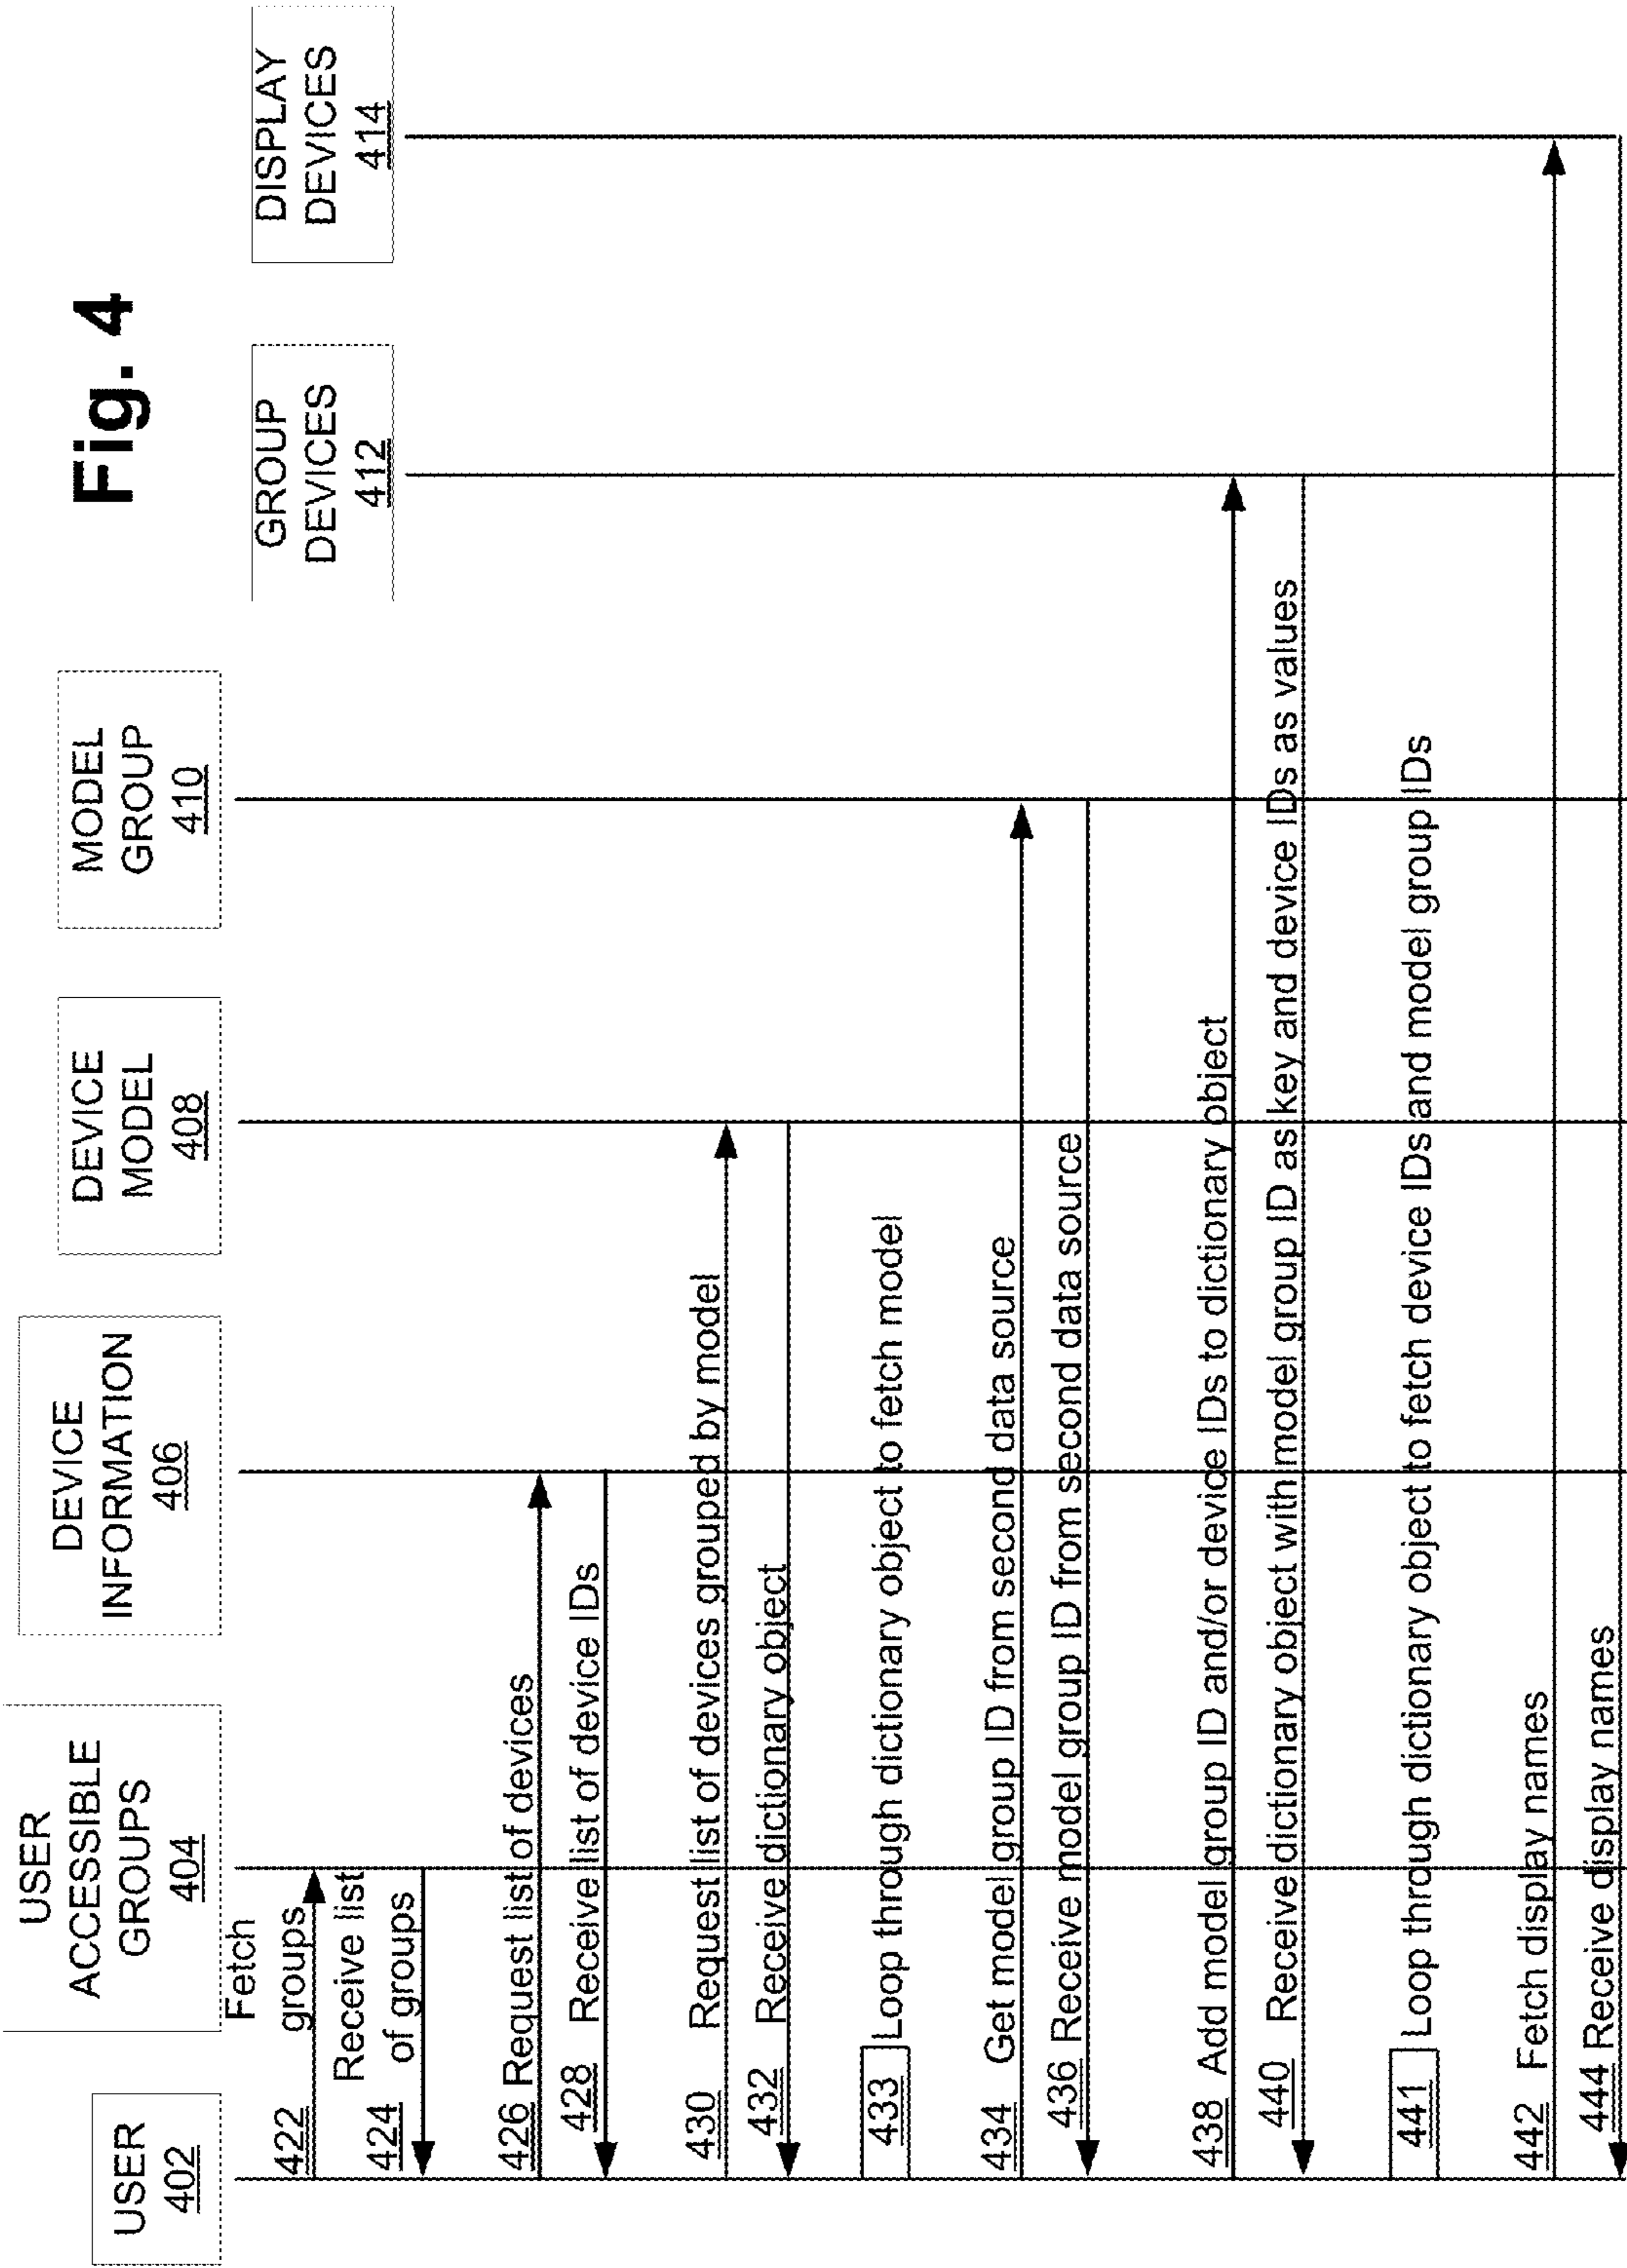 Fig. 4
USER
402
USER
ACCESSIBLE
GROUPS
404
DEVICE
INFORMATION
406
DEVICE
MODEL
408
MODEL
GROUP
410
GROUP
DEVICES
412
DISPLAY
DEVICES
414
Fetch
422 groups
Receive list
424 of groups
426 Request list of devices
428 Receive list of device IDs
430 Request list of devices grouped by model
432 Receive dictionary object
433 Loop through dictionary object to fetch model
434 Get model group ID from second data source
436 Receive model group ID from second data source
438 Add model group ID and/or device IDs to dictionary object
440 Receive dictionary object with model group ID as key and device IDs as values
441 Loop through dictionary object to fetch device IDs and model group IDs
442 Fetch display names
444 Receive display names